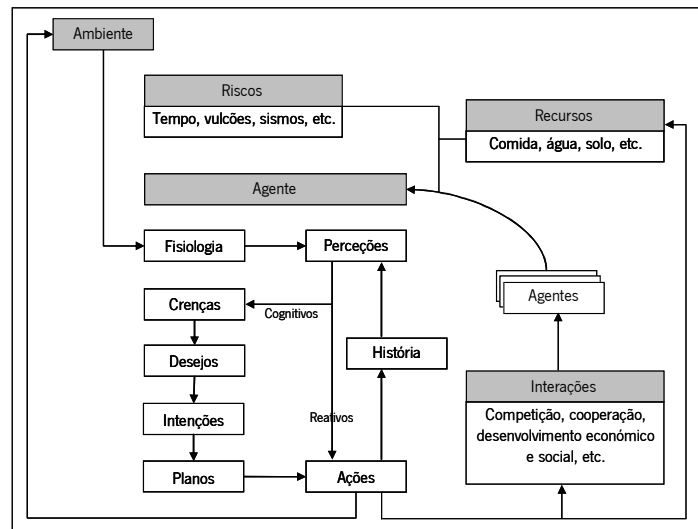 Ambiente
Riscos
Tempo, vulcões, sismos, etc.
Recursos
Comida, água, solo, etc.
Agente
Fisiologia
Perceções
Agentes
Crenças
Cognitivos
Desejos
História
Interações
Competição, cooperação,
desenvolvimento económico
e social, etc.
Intenções
Reativos
Planos
Ações